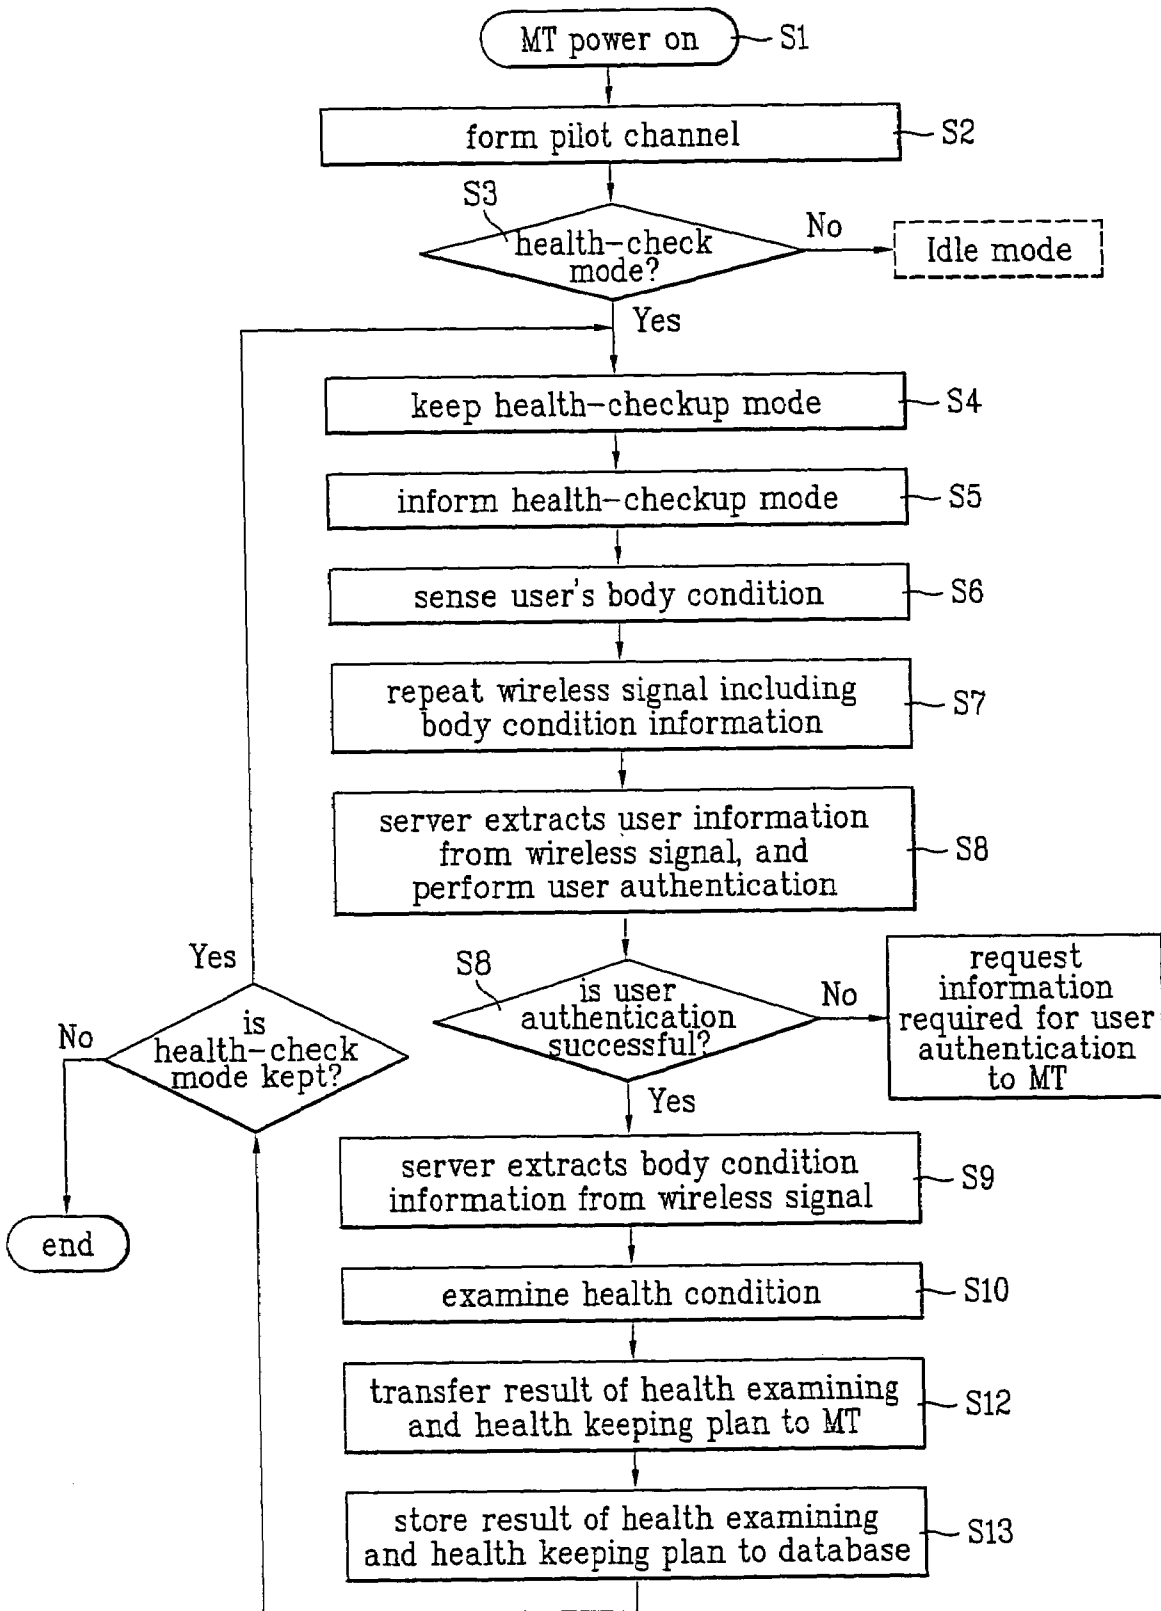 MT power on
S1
form pilot channel
S2
S3
health-check
mode?
No
Idle mode
Yes
keep health-checkup mode
S4
inform health-checkup mode
S5
sense user's body condition
S6
repeat wireless signal including
body condition information
S7
server extracts user information
from wireless signal, and
perform user authentication
S8
S8
is user
authentication
successful?
No
request
information
required for user
authentication
to MT
Yes
Yes
is
health-check
mode kept?
No
end
server extracts body condition
information from wireless signal
S9
examine health condition
S10
transfer result of health examining
and health keeping plan to MT
S12
store result of health examining
and health keeping plan to database
S13